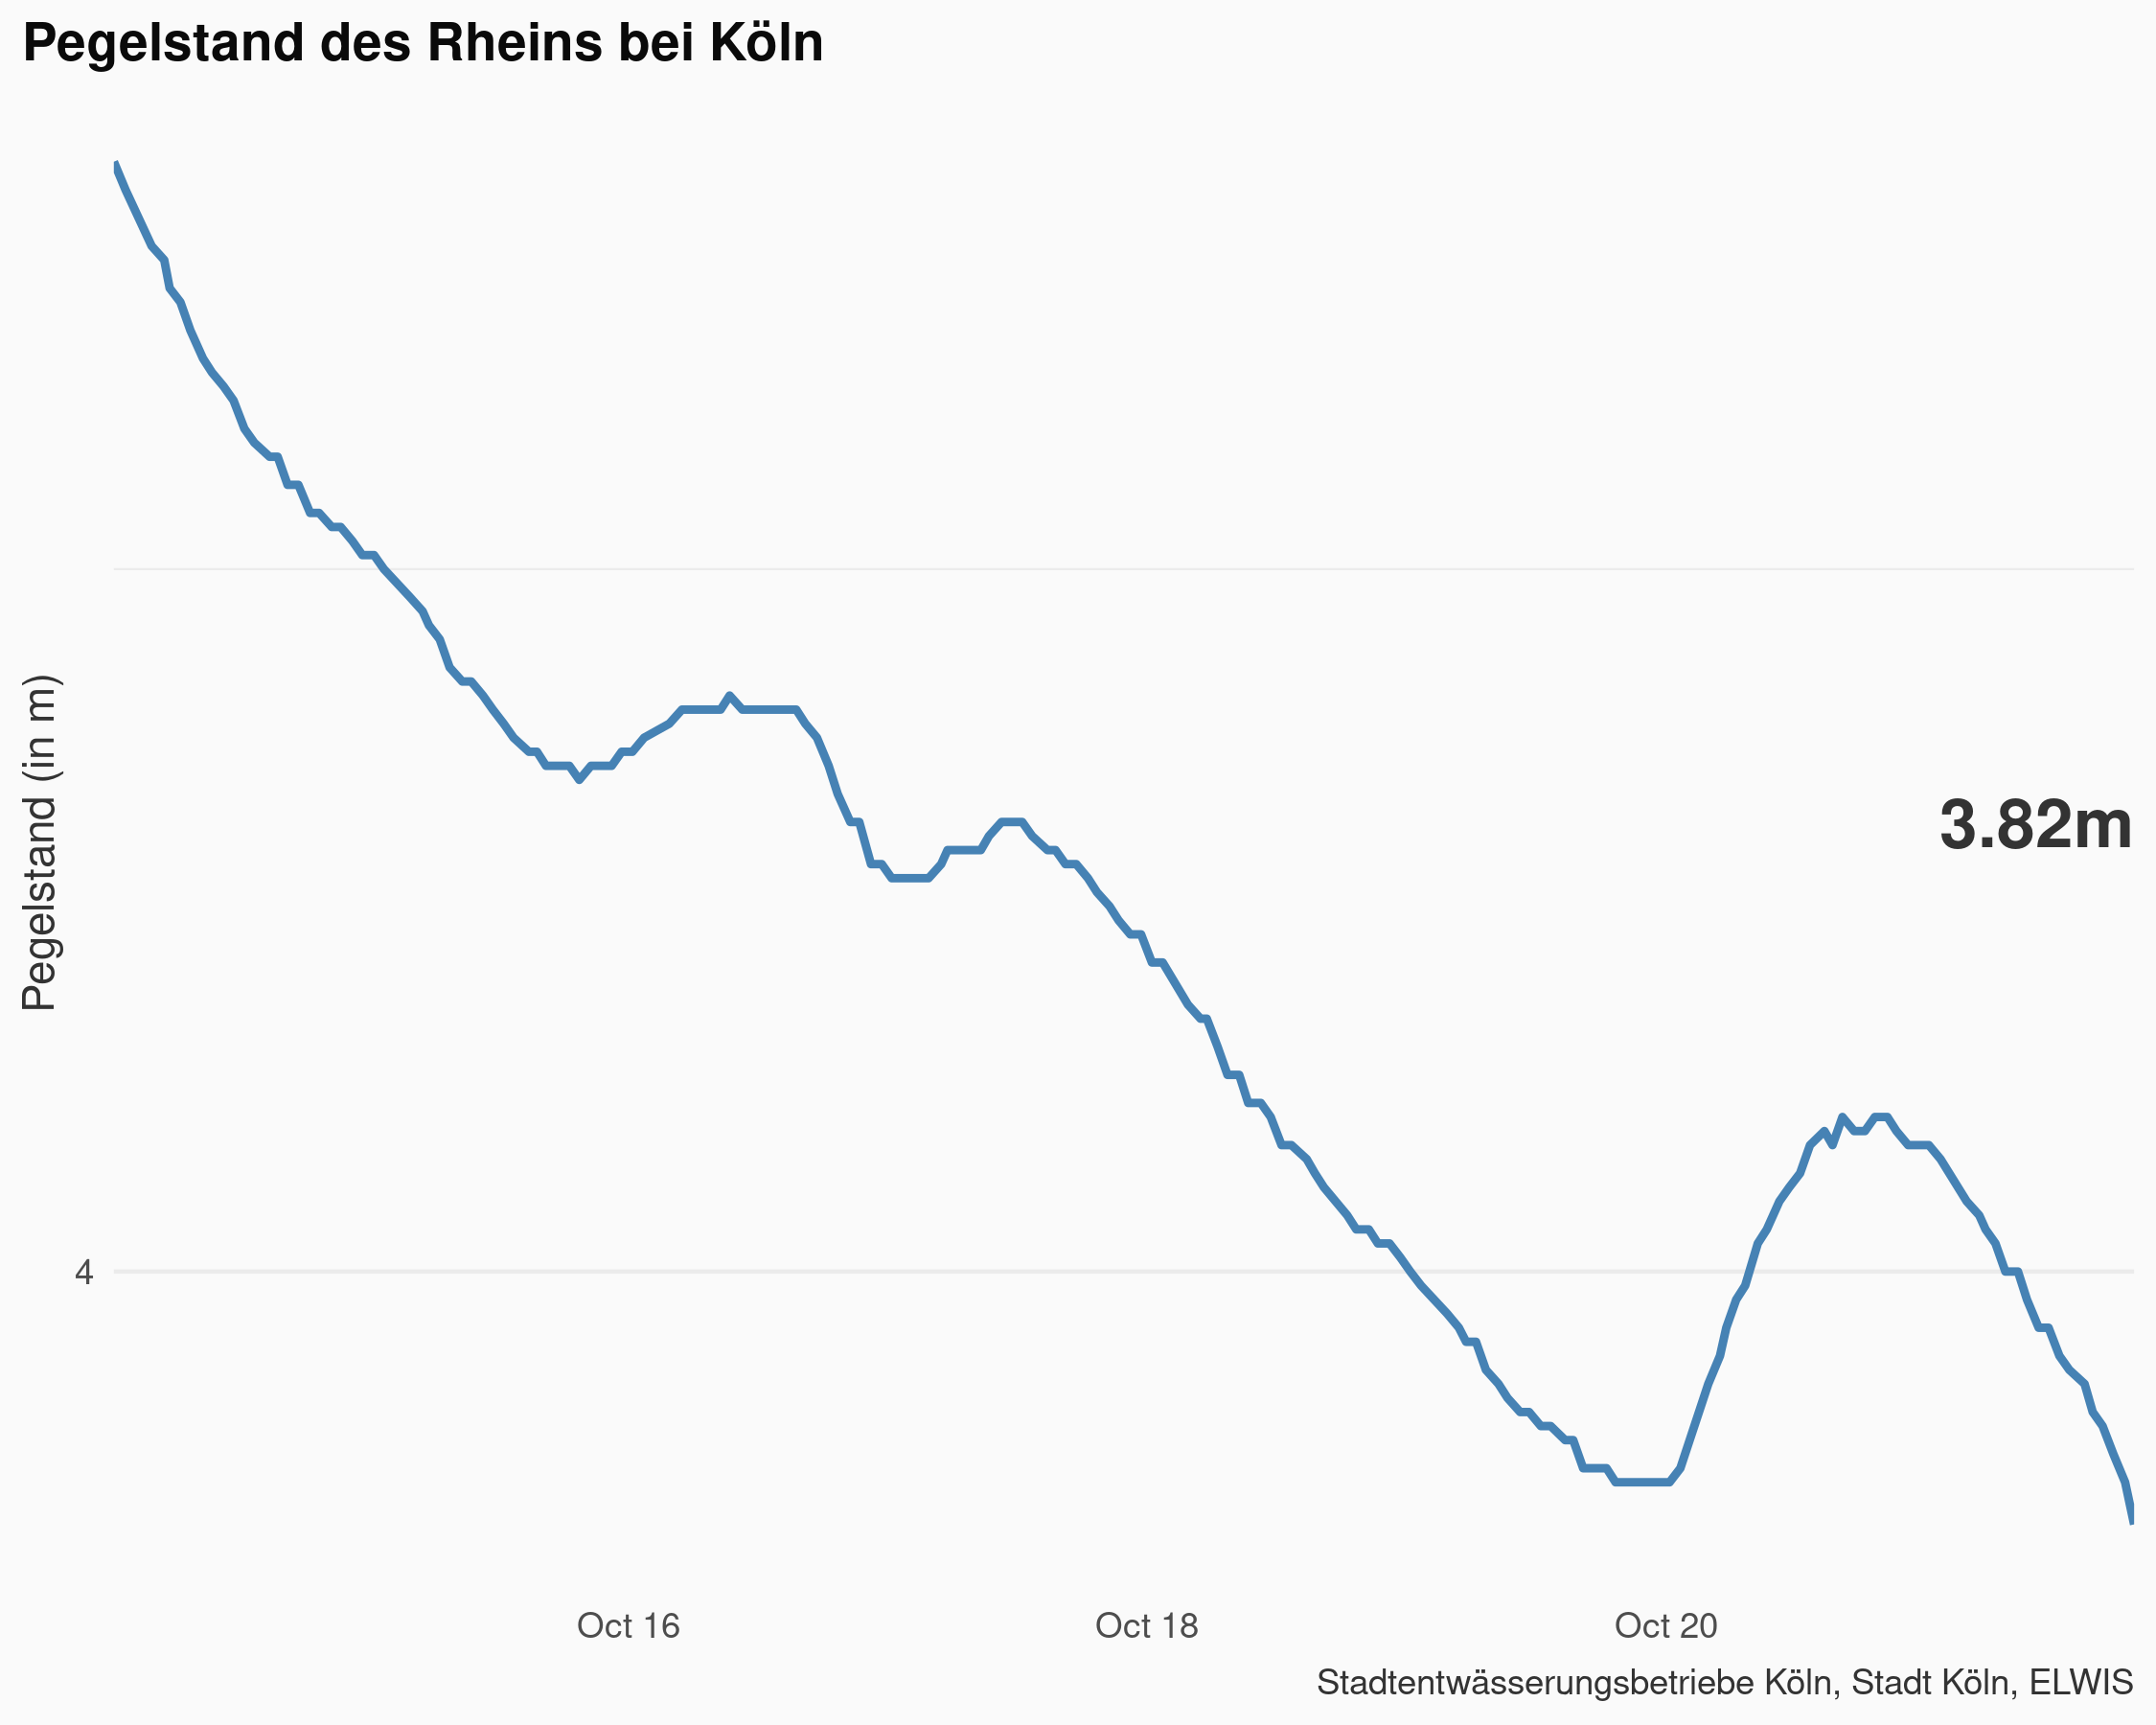 Pegelstand des Rheins bei Köln
Pegelstand (in m)
3.82m
4
Oct 16
Oct 18
Oct 20
Stadtentwässerungsbetriebe Köln, Stadt Köln, ELWIS